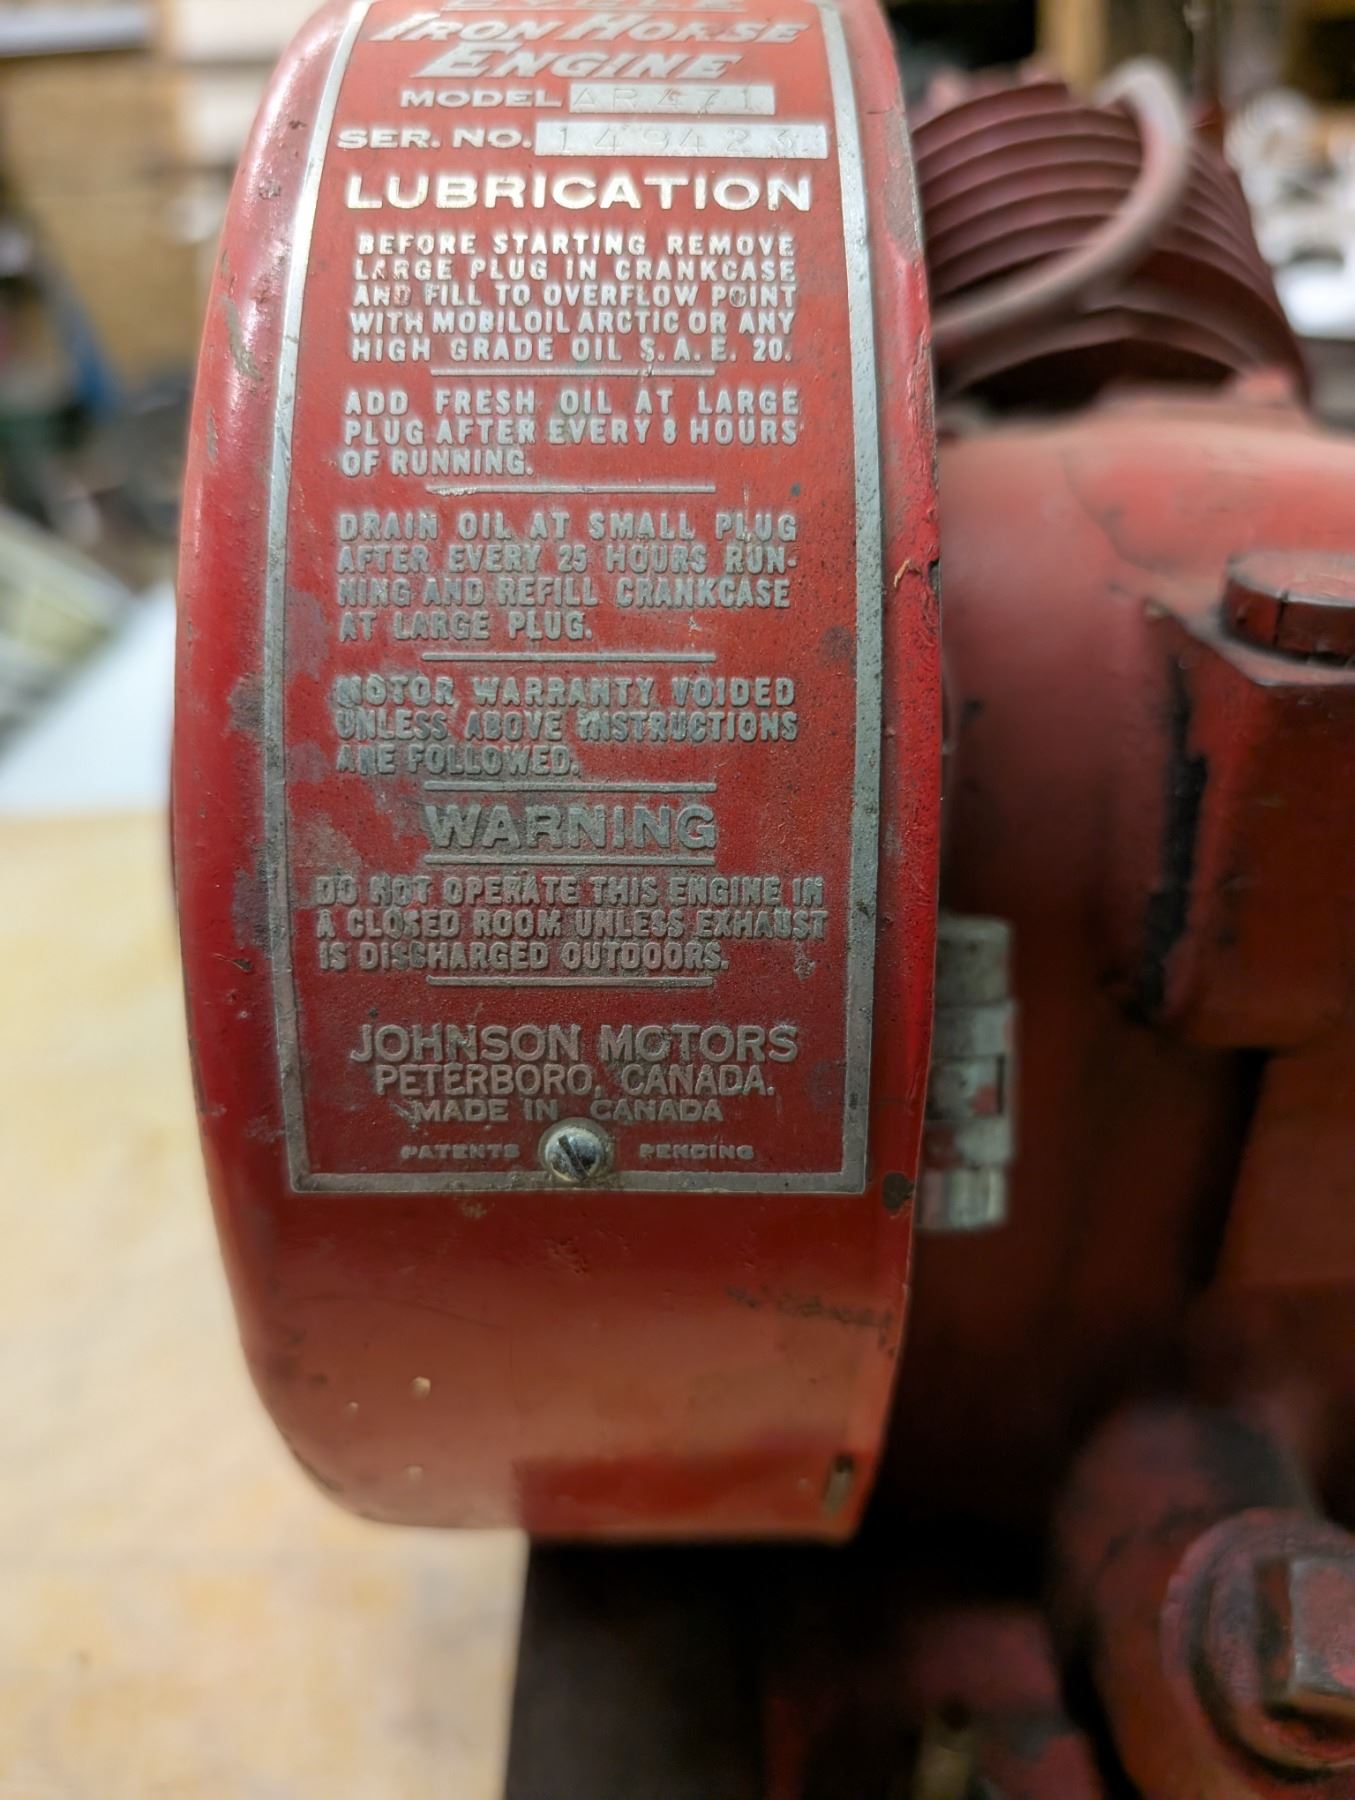 CYCLE
IRON HORSE
ENGINE
MODEL AR471
SER. NO. 149423
LUBRICATION
BEFORE STARTING REMOVE
LARGE PLUG IN CRANKCASE
AND FILL TO OVERFLOW POINT
WITH MOBILOIL ARCTIC OR ANY
HIGH GRADE OIL S. A. E. 20.
ADD FRESH OIL AT LARGE
PLUG AFTER EVERY 8 HOURS
OF RUNNING.
DRAIN OIL AT SMALL PLUG
AFTER EVERY 25 HOURS RUN-
NING AND REFILL CRANKCASE
AT LARGE PLUG.
MOTOR WARRANTY VOIDED
UNLESS ABOVE INSTRUCTIONS
ARE FOLLOWED.
WARNING
DO NOT OPERATE THIS ENGINE IN
A CLOSED ROOM UNLESS EXHAUST
IS DISCHARGED OUTDOORS.
JOHNSON MOTORS
PETERBORO, CANADA.
MADE IN CANADA
PATENTS PENDING